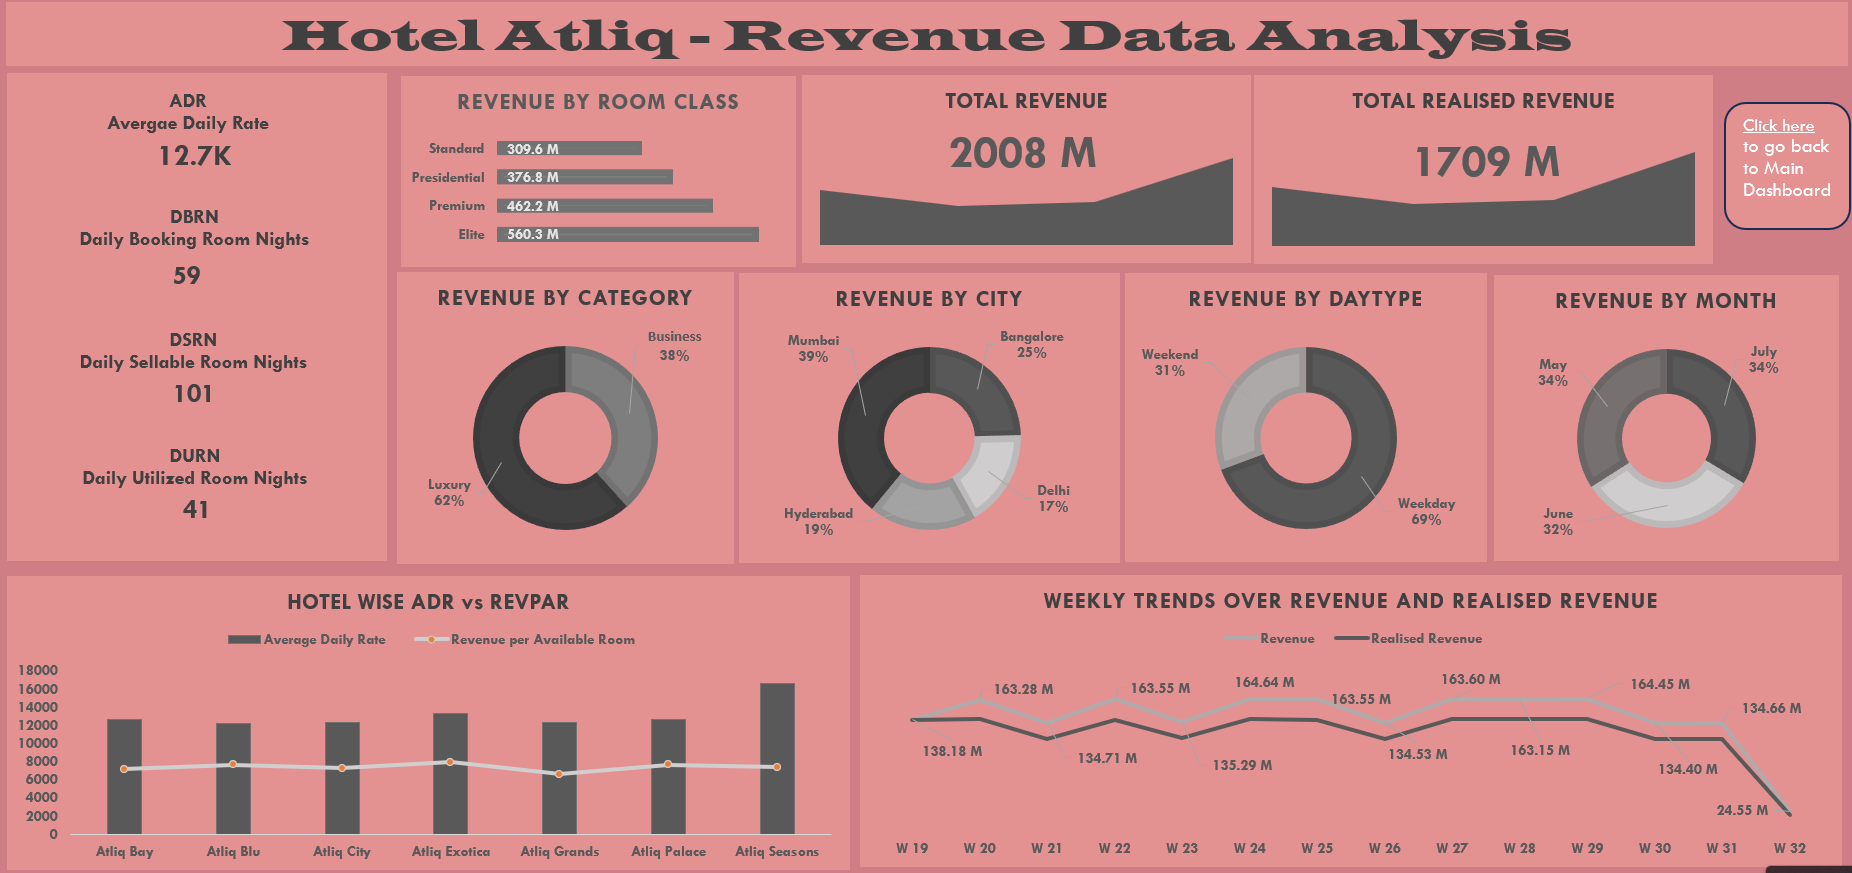 Hotel Atliq - Revenue Data Analysis
ADR
Avergae Daily Rate
12.7K
DBRN
Daily Booking Room Nights
59
DSRN
Daily Sellable Room Nights
101
DURN
Daily Utilized Room Nights
41
REVENUE BY ROOM CLASS
Standard 309.6 M
Presidential 376.8 M
Premium 462.2 M
Elite 560.3 M
TOTAL REVENUE
2008 M
TOTAL REALISED REVENUE
1709 M
Click here
to go back
to Main
Dashboard
REVENUE BY CATEGORY
Business
38%
Luxury
62%
REVENUE BY CITY
Mumbai
39%
Bangalore
25%
Delhi
17%
Hyderabad
19%
REVENUE BY DAYTYPE
Weekend
31%
Weekday
69%
REVENUE BY MONTH
July
34%
May
34%
June
32%
HOTEL WISE ADR vs REVPAR
Average Daily Rate Revenue per Available Room
18000
16000
14000
12000
10000
8000
6000
4000
2000
0
Atliq Bay Atliq Blu Atliq City Atliq Exotica Atliq Grands Atliq Palace Atliq Seasons
WEEKLY TRENDS OVER REVENUE AND REALISED REVENUE
Revenue Realised Revenue
138.18 M
163.28 M
134.71 M
163.55 M
135.29 M
164.64 M
163.55 M
134.53 M
163.60 M
163.15 M
164.45 M
134.40 M
134.66 M
24.55 M
W 19 W 20 W 21 W 22 W 23 W 24 W 25 W 26 W 27 W 28 W 29 W 30 W 31 W 32